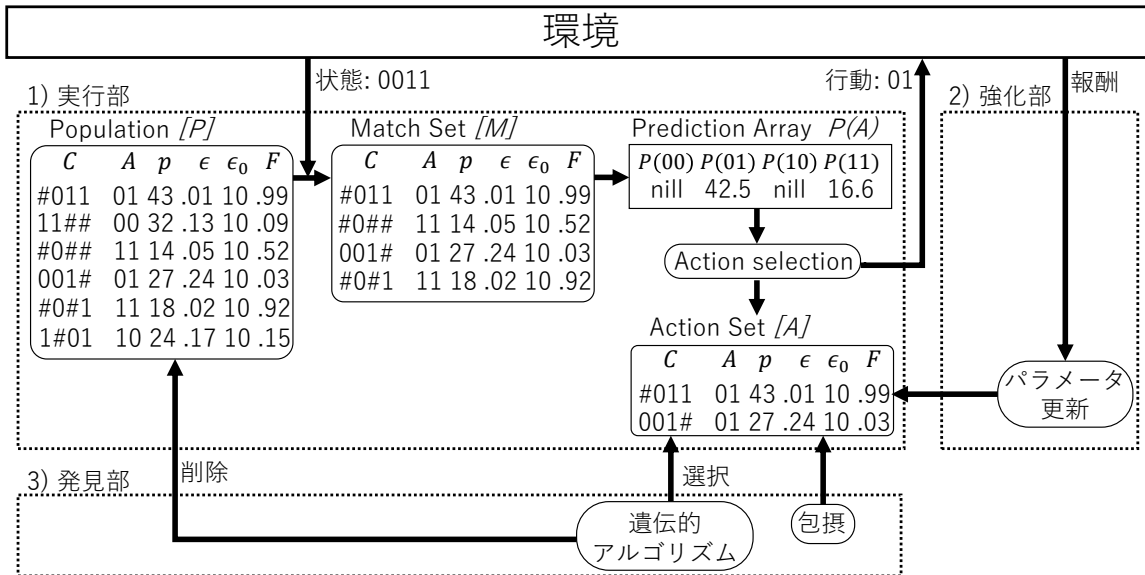 環境
状態: 0011
行動: 01
報酬
1) 実行部
2) 強化部
Population [P]
C A p ϵ ϵ₀ F
#011 01 43 .01 10 .99
11## 00 32 .13 10 .09
#0## 11 14 .05 10 .52
001# 01 27 .24 10 .03
#0#1 11 18 .02 10 .92
1#01 10 24 .17 10 .15
Match Set [M]
C A p ϵ ϵ₀ F
#011 01 43 .01 10 .99
#0## 11 14 .05 10 .52
001# 01 27 .24 10 .03
#0#1 11 18 .02 10 .92
Prediction Array P(A)
P(00) P(01) P(10) P(11)
nill 42.5 nill 16.6
Action selection
Action Set [A]
C A p ϵ ϵ₀ F
#011 01 43 .01 10 .99
001# 01 27 .24 10 .03
パラメータ
更新
3) 発見部
削除
選択
遺伝的
アルゴリズム
包摂